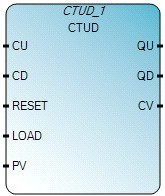 CTUD_1
CTUD
CU QU
CD QD
RESET CV
LOAD
PV